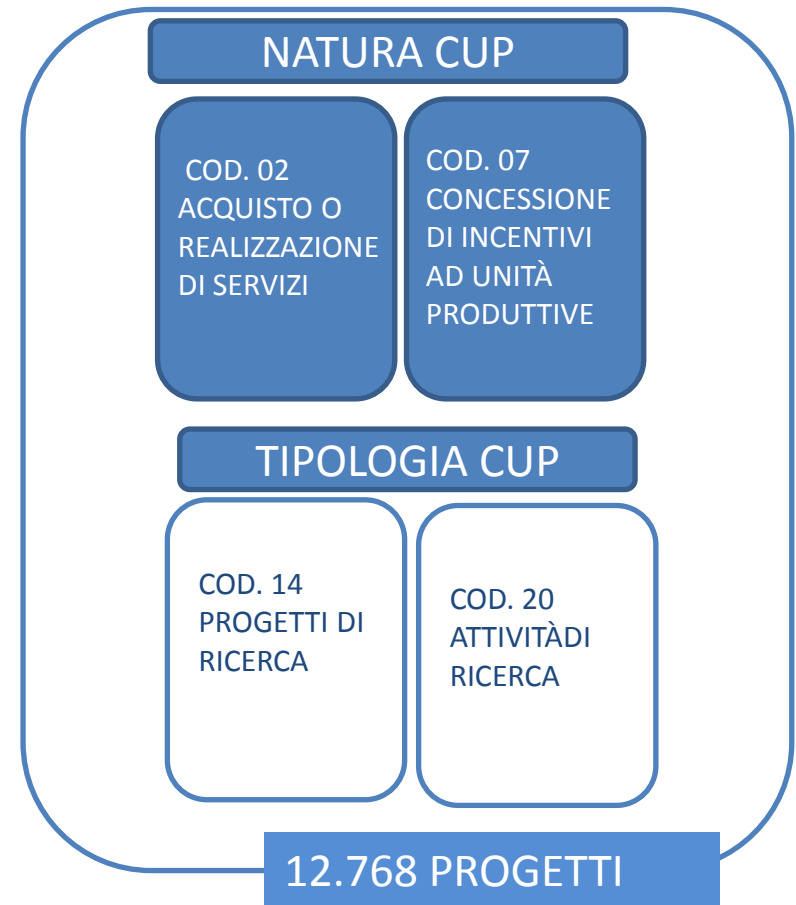 NATURA CUP
COD. 02
ACQUISTO O
REALIZZAZIONE
DI SERVIZI
COD. 07
CONCESSIONE
DI INCENTIVI
AD UNITÀ
PRODUTTIVE
TIPOLOGIA CUP
COD. 14
PROGETTI DI
RICERCA
COD. 20
ATTIVITÀDI
RICERCA
12.768 PROGETTI